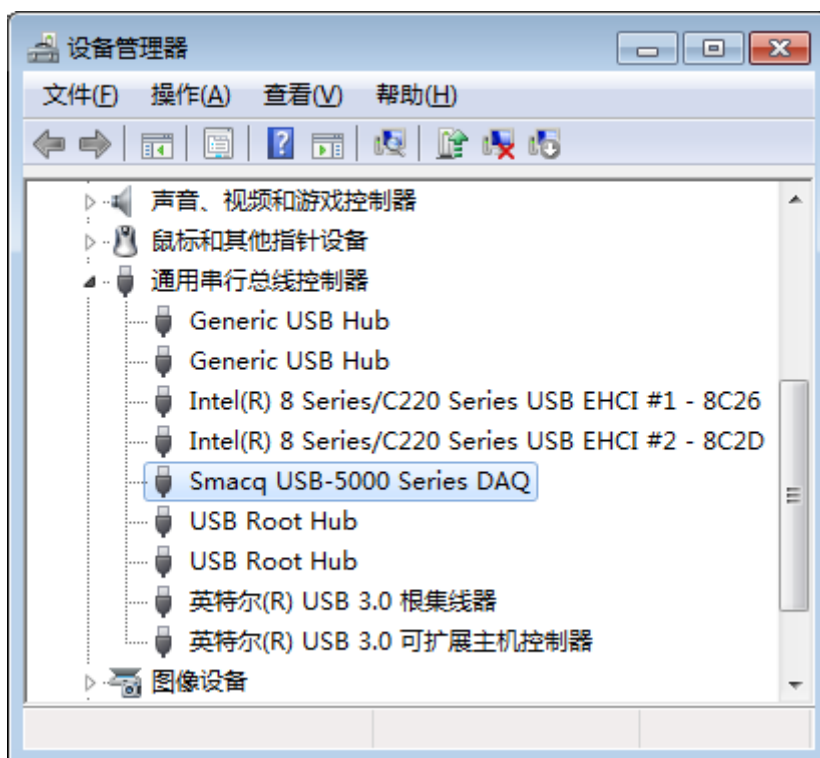 设备管理器
文件(F) 操作(A) 查看(V) 帮助(H)
声音、视频和游戏控制器
鼠标和其他指针设备
通用串行总线控制器
Generic USB Hub
Generic USB Hub
Intel(R) 8 Series/C220 Series USB EHCI #1 - 8C26
Intel(R) 8 Series/C220 Series USB EHCI #2 - 8C2D
Smacq USB-5000 Series DAQ
USB Root Hub
USB Root Hub
英特尔(R) USB 3.0 根集线器
英特尔(R) USB 3.0 可扩展主机控制器
图像设备